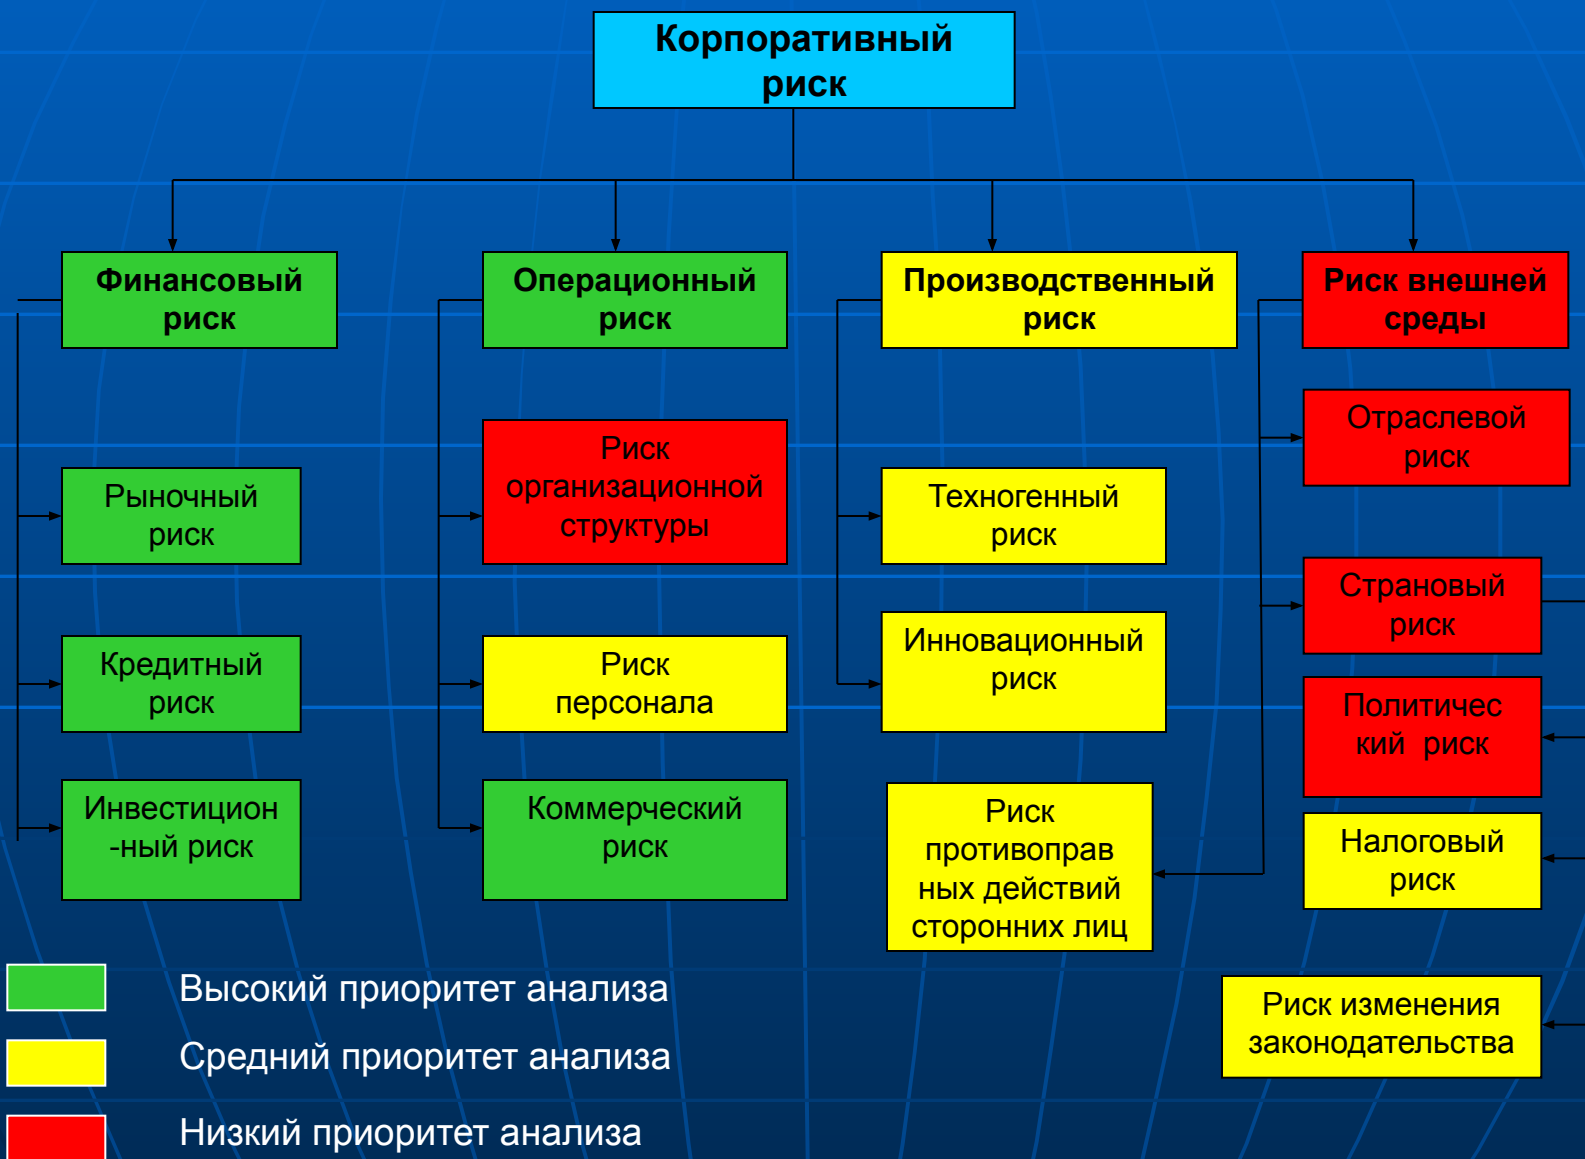 Корпоративный
риск
Финансовый
риск
Операционный
риск
Производственный
риск
Риск внешней
среды
Рыночный
риск
Кредитный
риск
Инвестицион
-ный риск
Риск
организационной
структуры
Риск
персонала
Коммерческий
риск
Техногенный
риск
Инновационный
риск
Риск
противоправ
ных действий
сторонних лиц
Отраслевой
риск
Страновый
риск
Политичес
кий риск
Налоговый
риск
Риск изменения
законодательства
Высокий приоритет анализа
Средний приоритет анализа
Низкий приоритет анализа